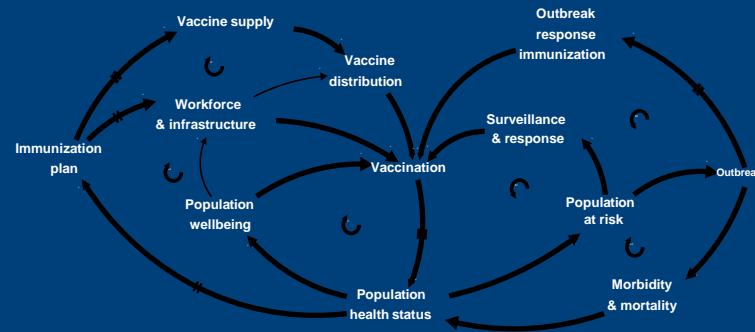 Vaccine supply
Outbreak
response
immunization
Vaccine
distribution
Workforce
& infrastructure
Surveillance
& response
Immunization
plan
Vaccination
Outbrea
Population
wellbeing
Population
at risk
Population
health status
Morbidity
& mortality